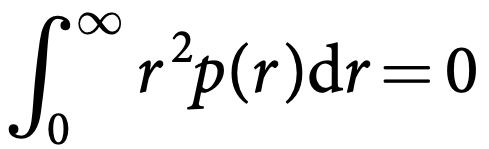 ∫₀^∞ r²p(r)dr = 0